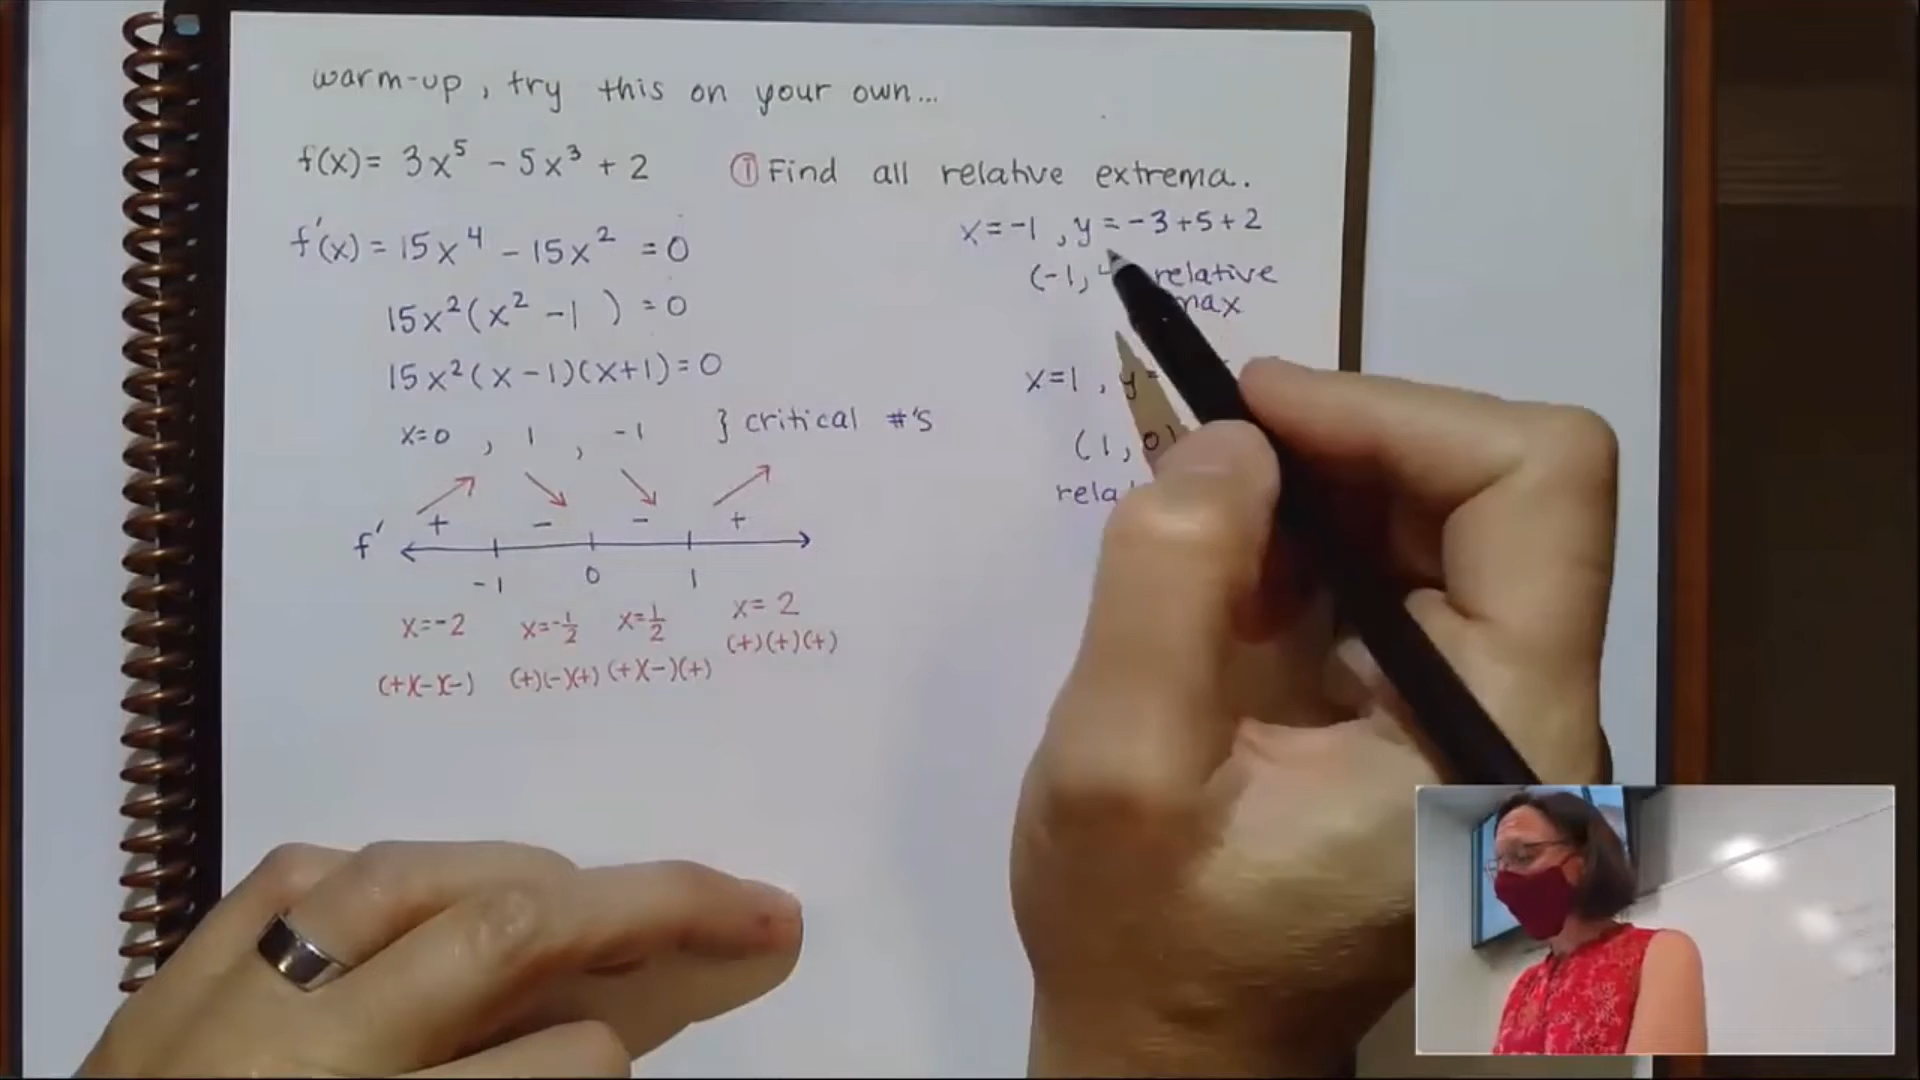 warm-up, try this on your own...
f(x)= 3x⁵ - 5x³ + 2 ① Find all relative extrema.
f'(x) = 15x⁴ - 15x² = 0
15x²(x² -1 ) = 0
15x²(x-1)(x+1)=0
x=0 , 1 , -1 } critical #'s
+ - - +
f'
-1 0 1
x=-2 x=-½ x=½ x=2
(+)(-)(-) (+)(-)(+) (+)(-)(+) (+)(+)(+)
x=-1 , y=-3+5+2
(-1, relative
max
x=1 , y=
(1,0)